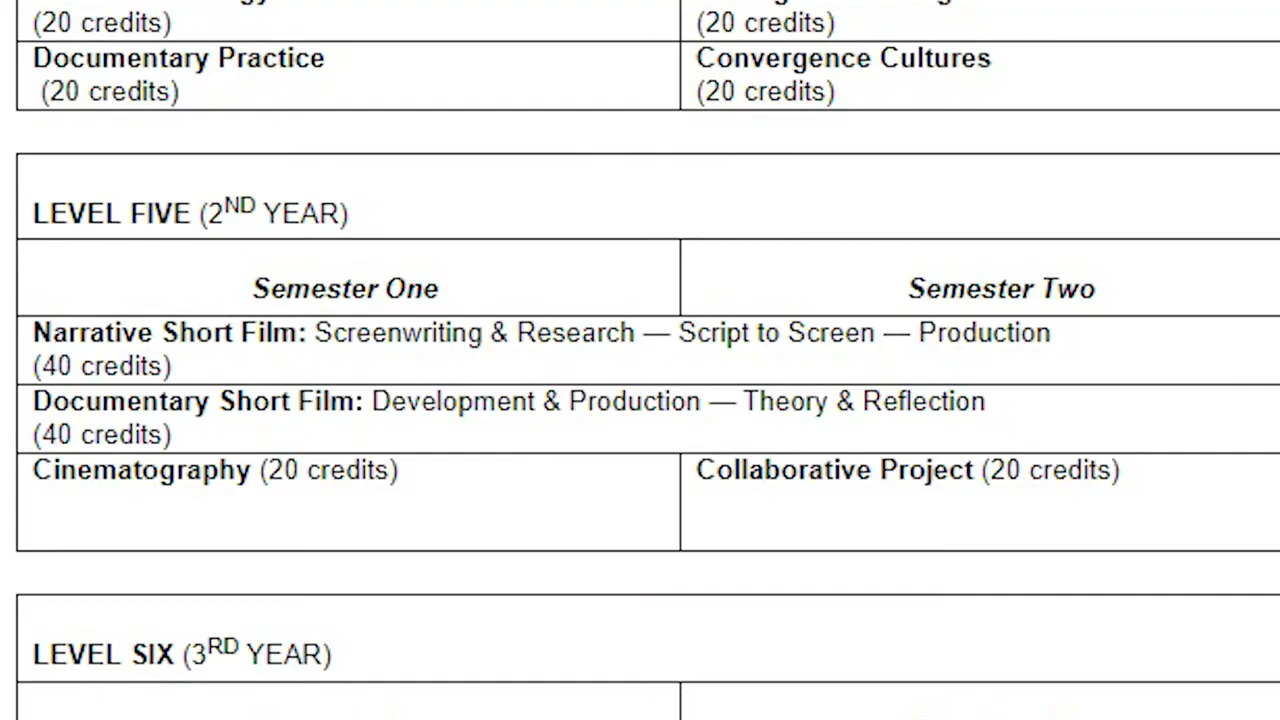 (20 credits) (20 credits)
Documentary Practice Convergence Cultures
(20 credits) (20 credits)
LEVEL FIVE (2ND YEAR)
Semester One Semester Two
Narrative Short Film: Screenwriting & Research — Script to Screen — Production
(40 credits)
Documentary Short Film: Development & Production — Theory & Reflection
(40 credits)
Cinematography (20 credits) Collaborative Project (20 credits)
LEVEL SIX (3RD YEAR)